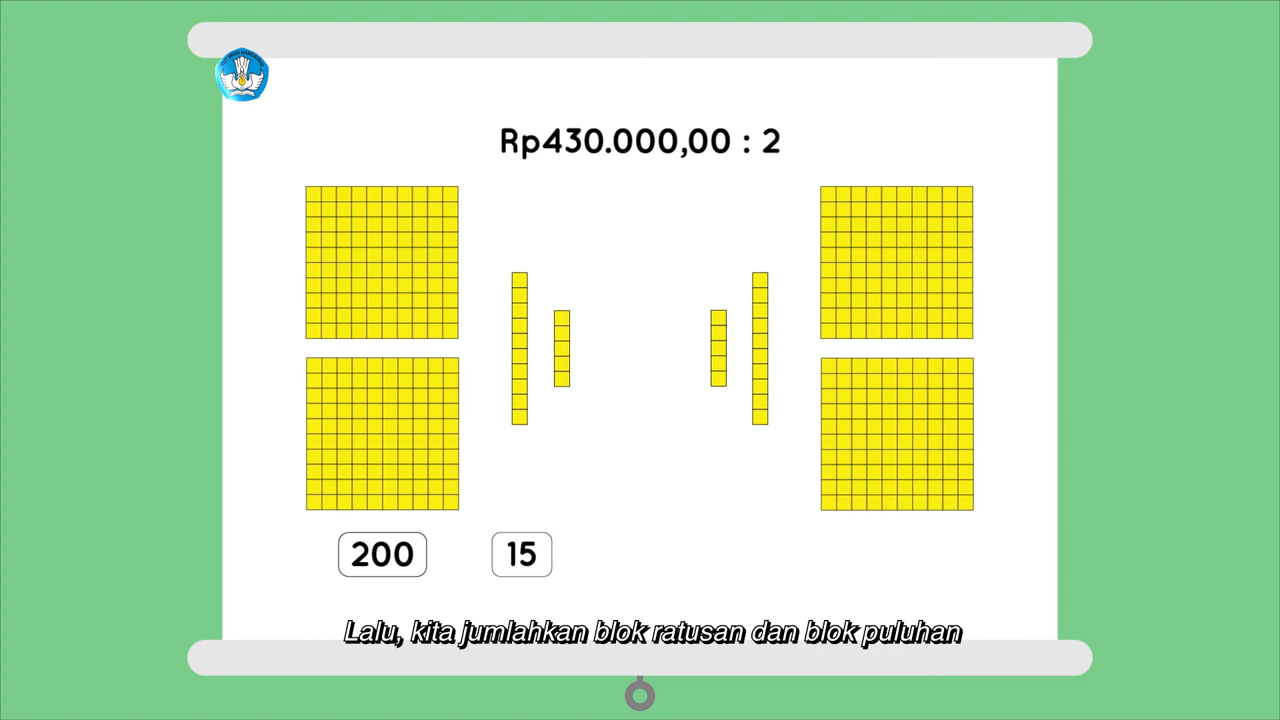 Rp430.000,00 : 2
200 15
Lalu, kita jumlahkan blok ratusan dan blok puluhan